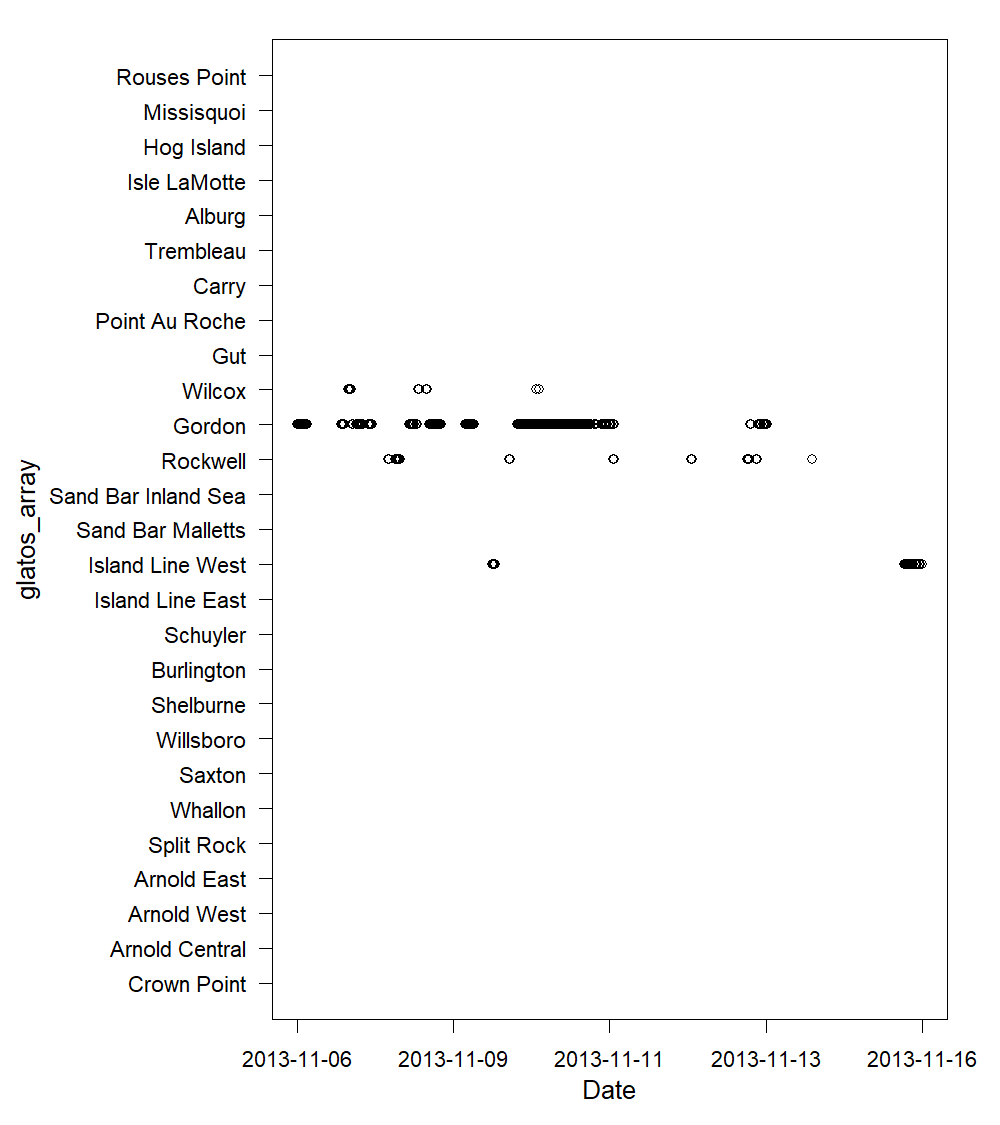 Rouses Point
Missisquoi
Hog Island
Isle LaMotte
Alburg
Trembleau
Carry
Point Au Roche
Gut
Wilcox
Gordon
Rockwell
Sand Bar Inland Sea
Sand Bar Malletts
Island Line West
Island Line East
Schuyler
Burlington
Shelburne
Willsboro
Saxton
Whallon
Split Rock
Arnold East
Arnold West
Arnold Central
Crown Point
glatos_array
2013-11-06 2013-11-09 2013-11-11 2013-11-13 2013-11-16
Date